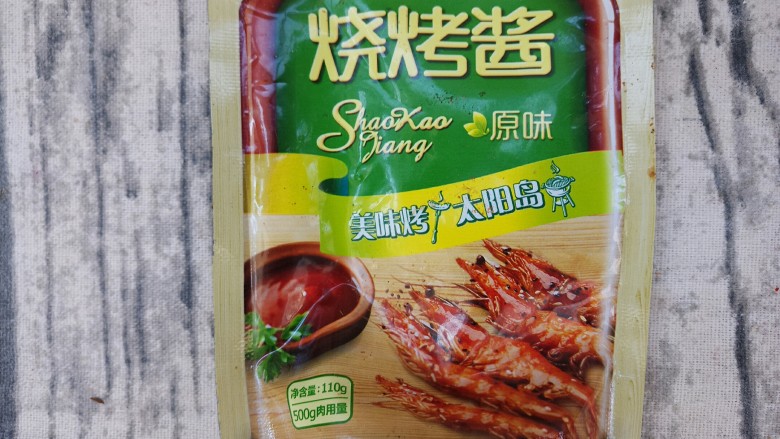 烧烤酱
ShaoKao
Jiang
原味
美味烤 太阳岛
净含量:110g
500g肉用量